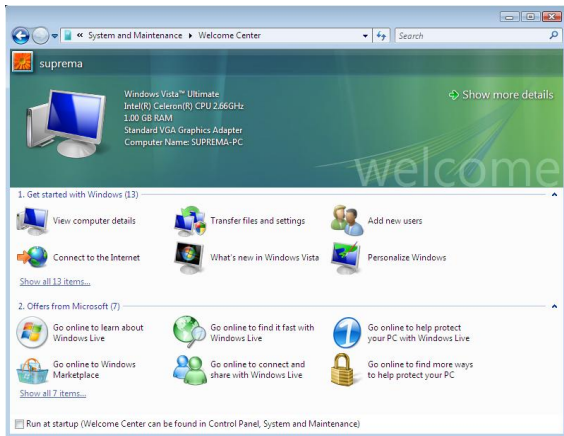 « System and Maintenance ▸ Welcome Center
Search
suprema
Windows Vista™ Ultimate
Intel(R) Celeron(R) CPU 2.66GHz
1.00 GB RAM
Standard VGA Graphics Adapter
Computer Name: SUPREMA-PC
Show more details
welcome
1. Get started with Windows (13)
View computer details
Transfer files and settings
Add new users
Connect to the Internet
What's new in Windows Vista
Personalize Windows
Show all 13 items...
2. Offers from Microsoft (7)
Go online to learn about
Windows Live
Go online to find it fast with
Windows Live
Go online to help protect
your PC with Windows Live
Go online to Windows
Marketplace
Go online to connect and
share with Windows Live
Go online to find more ways
to help protect your PC
Show all 7 items...
Run at startup (Welcome Center can be found in Control Panel, System and Maintenance)